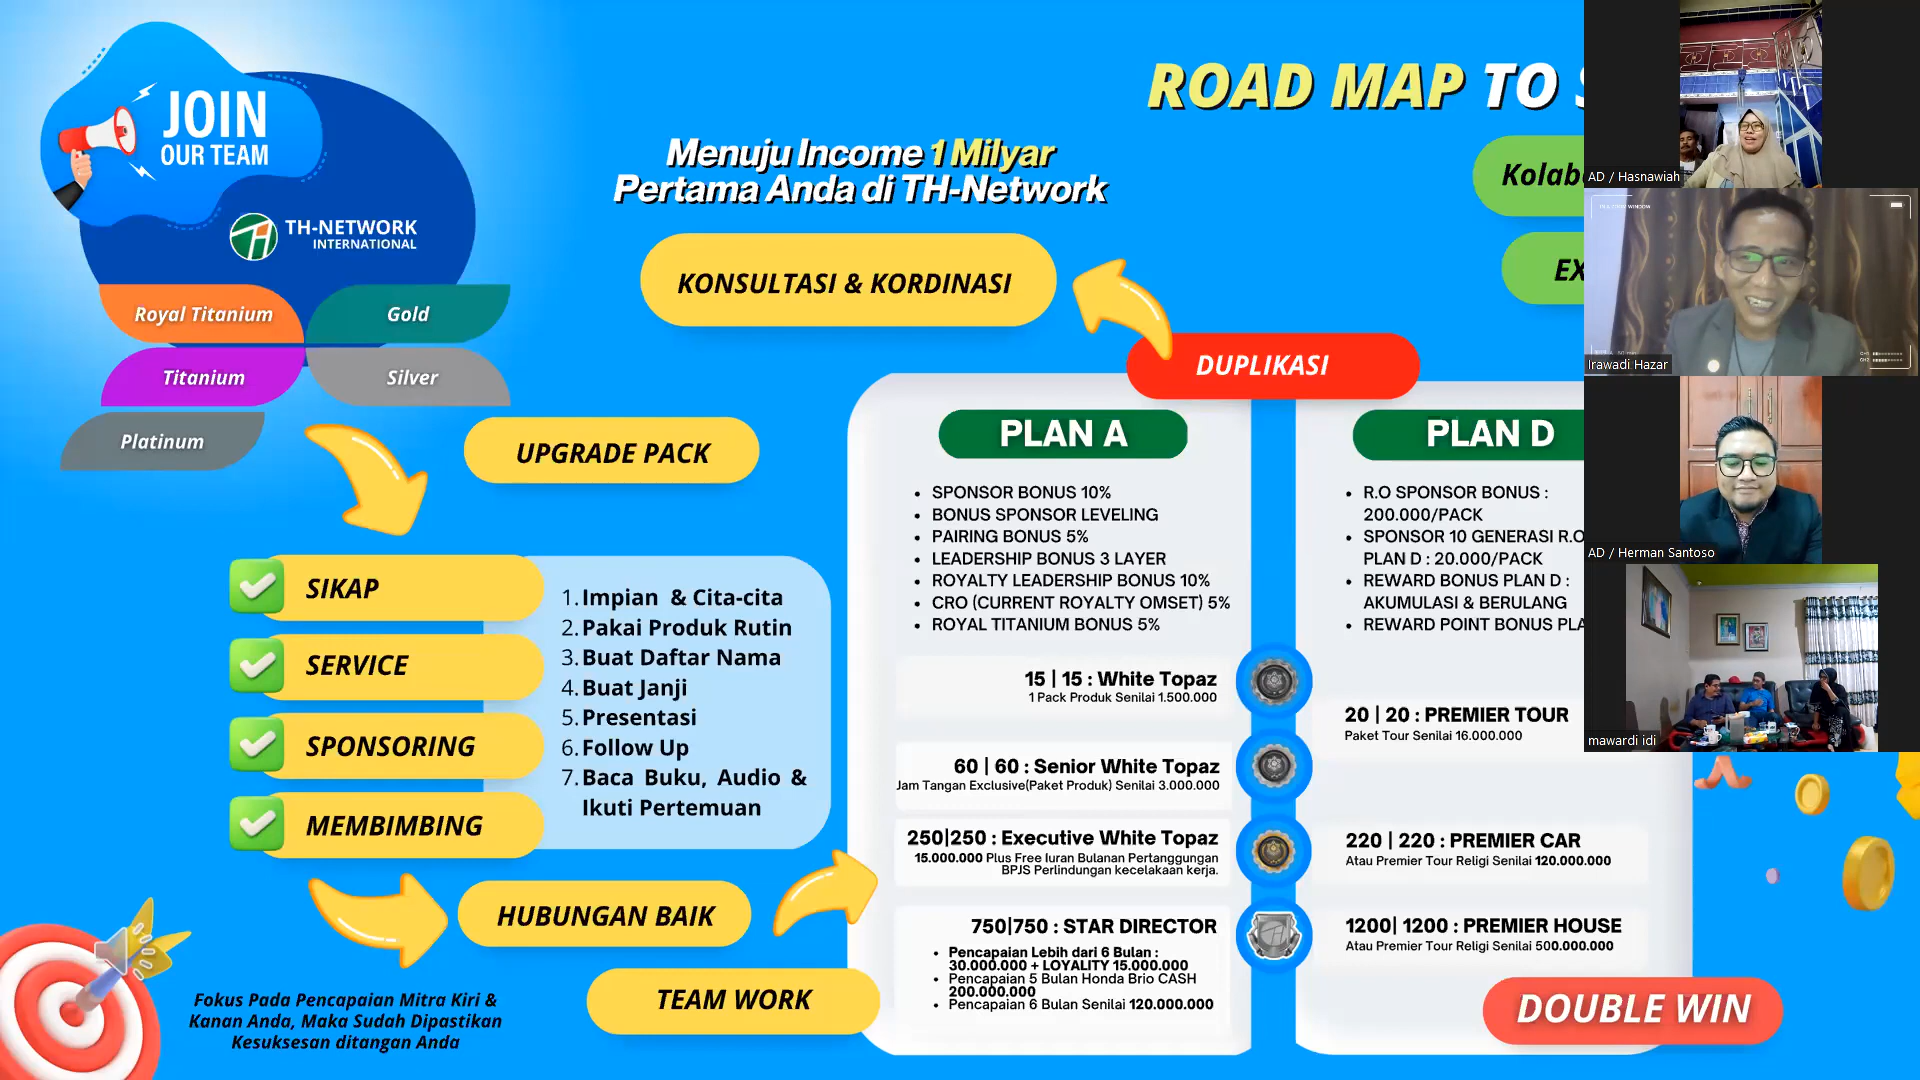 JOIN
OUR TEAM
TH-NETWORK
INTERNATIONAL
Royal Titanium
Gold
Titanium
Silver
Platinum
ROAD MAP TO
Menuju Income 1 Milyar
Pertama Anda di TH-Network
KONSULTASI & KORDINASI
DUPLIKASI
UPGRADE PACK
SIKAP
SERVICE
SPONSORING
MEMBIMBING
1. Impian & Cita-cita
2. Pakai Produk Rutin
3. Buat Daftar Nama
4. Buat Janji
5. Presentasi
6. Follow Up
7. Baca Buku, Audio &
Ikuti Pertemuan
HUBUNGAN BAIK
TEAM WORK
Fokus Pada Pencapaian Mitra Kiri &
Kanan Anda, Maka Sudah Dipastikan
Kesuksesan ditangan Anda
PLAN A
• SPONSOR BONUS 10%
• BONUS SPONSOR LEVELING
• PAIRING BONUS 5%
• LEADERSHIP BONUS 3 LAYER
• ROYALTY LEADERSHIP BONUS 10%
• CRO (CURRENT ROYALTY OMSET) 5%
• ROYAL TITANIUM BONUS 5%
15 | 15 : White Topaz
1 Pack Produk Senilai 1.500.000
60 | 60 : Senior White Topaz
Jam Tangan Exclusive(Paket Produk) Senilai 3.000.000
250|250 : Executive White Topaz
15.000.000 Plus Free Iuran Bulanan Pertanggungan
BPJS Perlindungan kecelakaan kerja.
750|750 : STAR DIRECTOR
• Pencapaian Lebih dari 6 Bulan :
30.000.000 + LOYALITY 15.000.000
• Pencapaian 5 Bulan Honda Brio CASH
200.000.000
• Pencapaian 6 Bulan Senilai 120.000.000
PLAN D
• R.O SPONSOR BONUS :
200.000/PACK
• SPONSOR 10 GENERASI R.O
PLAN D : 20.000/PACK
• REWARD BONUS PLAN D :
AKUMULASI & BERULANG
• REWARD POINT BONUS PLA
20 | 20 : PREMIER TOUR
Paket Tour Senilai 16.000.000
220 | 220 : PREMIER CAR
Atau Premier Tour Religi Senilai 120.000.000
1200| 1200 : PREMIER HOUSE
Atau Premier Tour Religi Senilai 500.000.000
DOUBLE WIN
Kolab
EX
AD / Hasnawiah
Irawadi Hazar
AD / Herman Santoso
mawardi idi